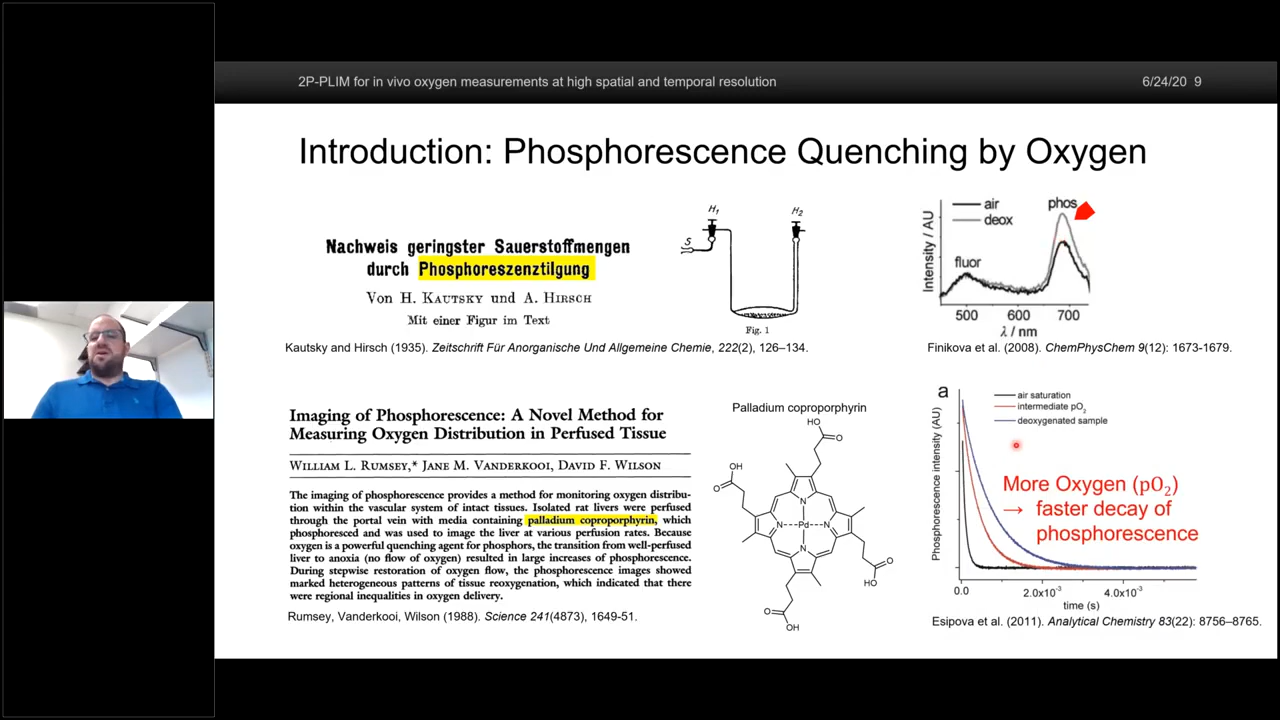 2P-PLIM for in vivo oxygen measurements at high spatial and temporal resolution
6/24/20 9
Introduction: Phosphorescence Quenching by Oxygen
Nachweis geringster Sauerstoffmengen
durch Phosphoreszenztilgung
Von H. KAUTSKY und A. HIRSCH
Mit einer Figur im Text
H1
H2
S
Fig. 1
Kautsky and Hirsch (1935). Zeitschrift Für Anorganische Und Allgemeine Chemie, 222(2), 126–134.
air
deox
phos
fluor
Intensity / AU
500 600 700
λ / nm
Finikova et al. (2008). ChemPhysChem 9(12): 1673-1679.
Imaging of Phosphorescence: A Novel Method for
Measuring Oxygen Distribution in Perfused Tissue
WILLIAM L. RUMSEY,* JANE M. VANDERKOOI, DAVID F. WILSON
The imaging of phosphorescence provides a method for monitoring oxygen distribu-
tion within the vascular system of intact tissues. Isolated rat livers were perfused
through the portal vein with media containing palladium coproporphyrin, which
phosphoresced and was used to image the liver at various perfusion rates. Because
oxygen is a powerful quenching agent for phosphors, the transition from well-perfused
liver to anoxia (no flow of oxygen) resulted in large increases of phosphorescence.
During stepwise restoration of oxygen flow, the phosphorescence images showed
marked heterogeneous patterns of tissue reoxygenation, which indicated that there
were regional inequalities in oxygen delivery.
Rumsey, Vanderkooi, Wilson (1988). Science 241(4873), 1649-51.
Palladium coproporphyrin
HO
O
OH
O
N
N Pd N
N
O
HO
O
OH
a
air saturation
intermediate pO2
deoxygenated sample
Phosphorescence intensity (AU)
More Oxygen (pO2)
→ faster decay of
phosphorescence
0.0 2.0x10-3 4.0x10-3
time (s)
Esipova et al. (2011). Analytical Chemistry 83(22): 8756–8765.